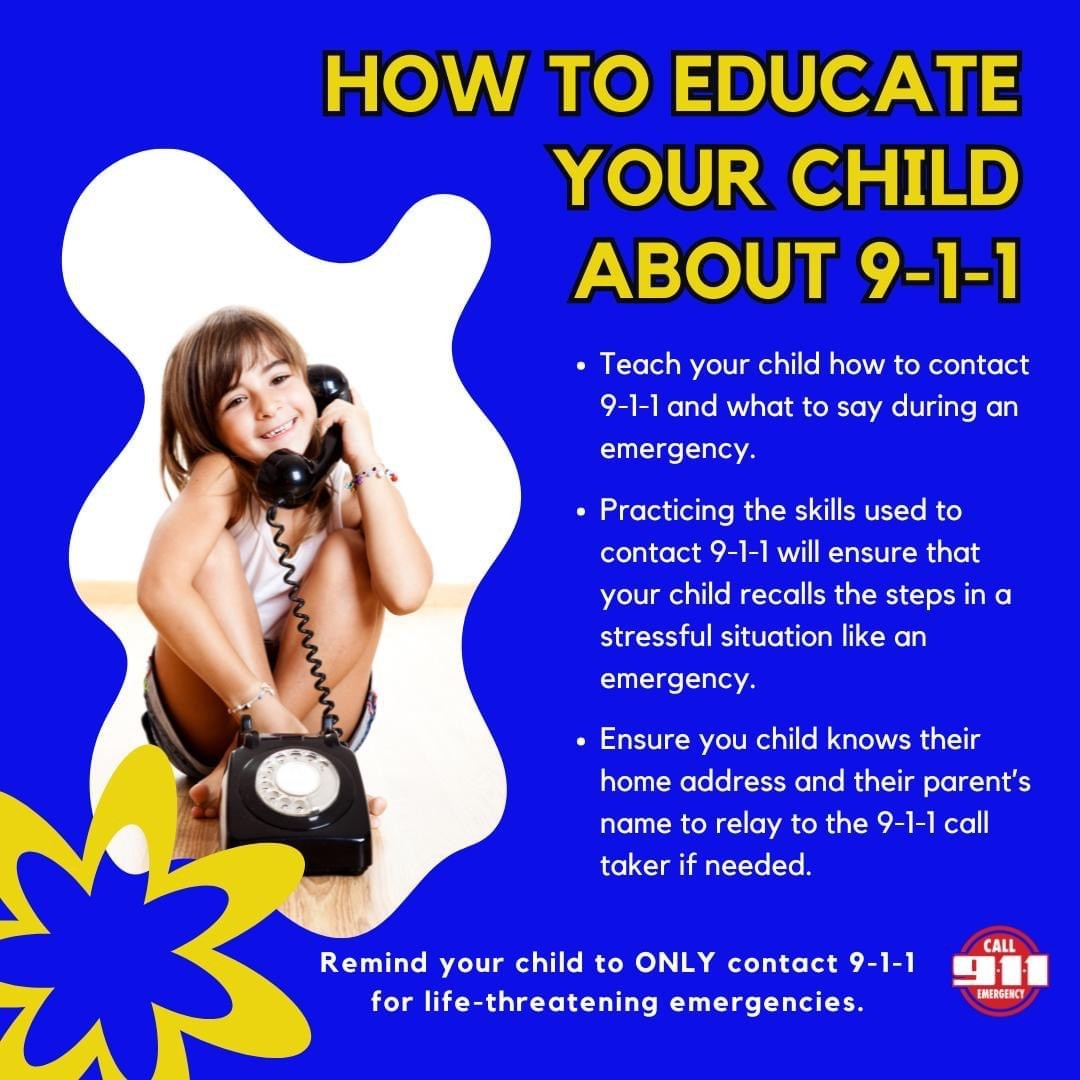 HOW TO EDUCATE
YOUR CHILD
ABOUT 9-1-1
• Teach your child how to contact
9-1-1 and what to say during an
emergency.
• Practicing the skills used to
contact 9-1-1 will ensure that
your child recalls the steps in a
stressful situation like an
emergency.
• Ensure you child knows their
home address and their parent's
name to relay to the 9-1-1 call
taker if needed.
Remind your child to ONLY contact 9-1-1
for life-threatening emergencies.
CALL
9·1·1
EMERGENCY